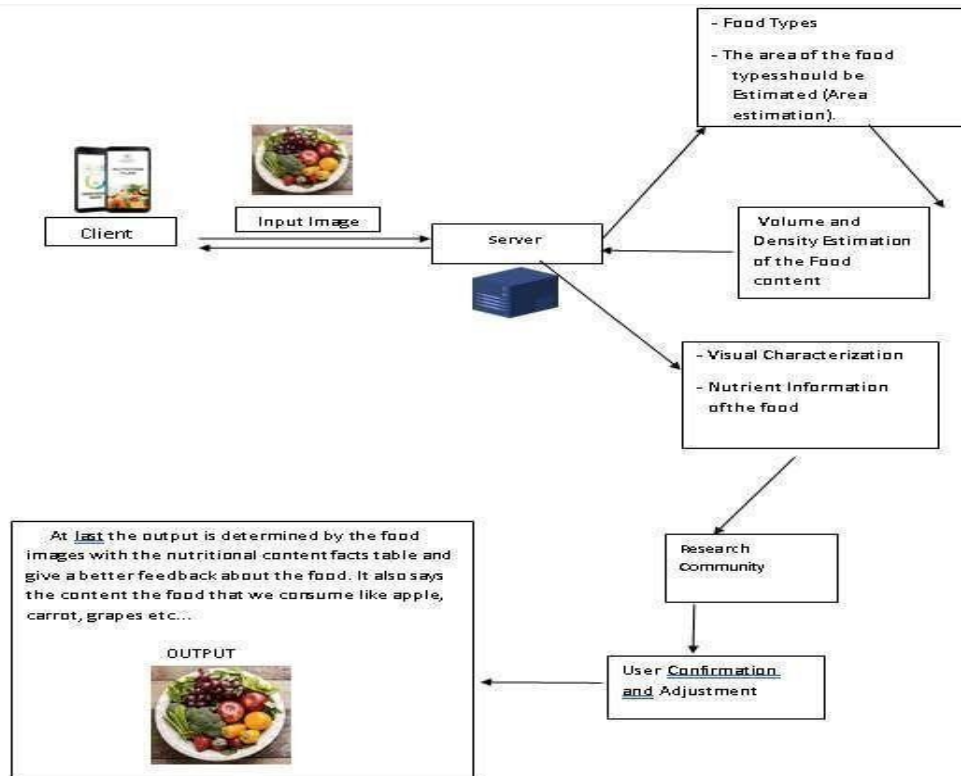 - Food Types
- The area of the food
typesshould be
Estimated (Area
estimation).
Input Image
Client
Server
Volume and
Density Estimation
of the Food
content
- Visual Characterization
- Nutrient Information
of the food
Research
Community
User Confirmation
and Adjustment
At last the output is determined by the food
images with the nutritional content facts table and
give a better feedback about the food. It also says
the content the food that we consume like apple,
carrot, grapes etc...
OUTPUT